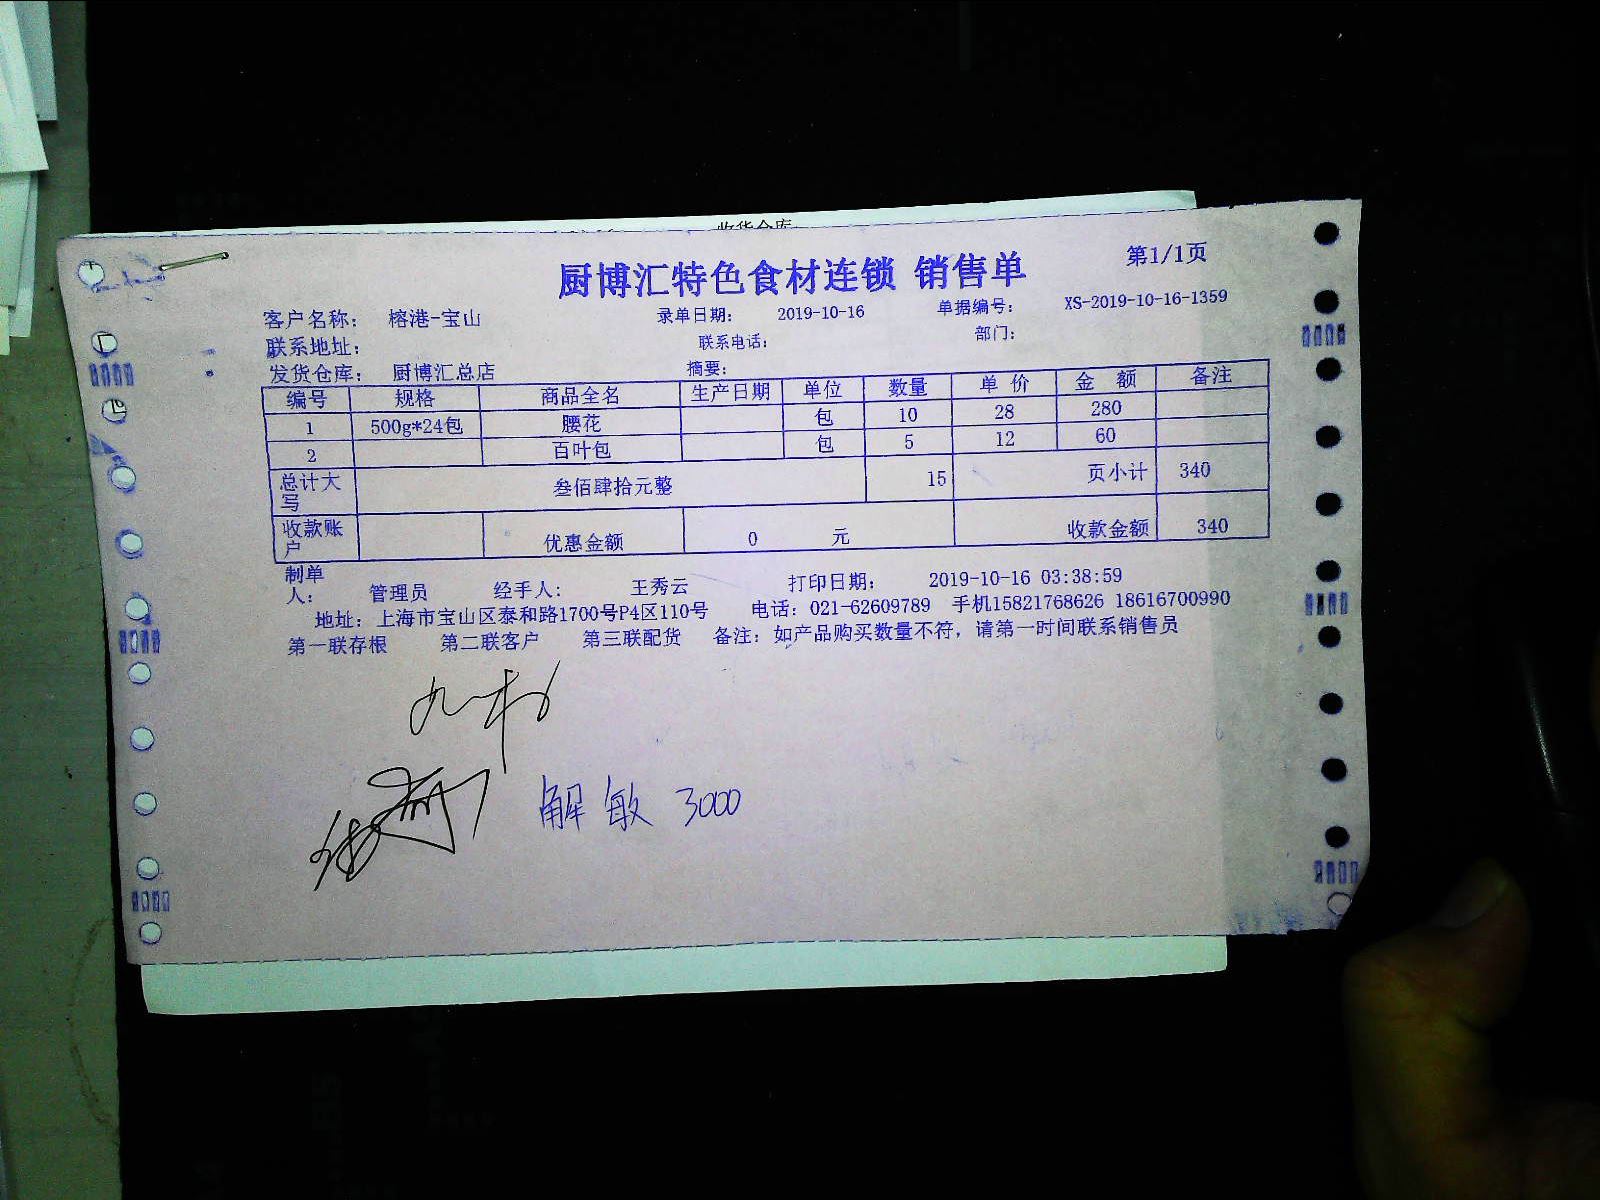 收货仓库
厨博汇特色食材连锁 销售单 第1/1页
客户名称: 榕港-宝山 录单日期: 2019-10-16 单据编号: XS-2019-10-16-1359
联系地址: 联系电话: 部门:
发货仓库: 厨博汇总店 摘要:
编号 规格 商品全名 生产日期 单位 数量 单价 金额 备注
1 500g*24包 腰花 包 10 28 280
2 百叶包 包 5 12 60
总计大写 叁佰肆拾元整 15 页小计 340
收款账户 优惠金额 0 元 收款金额 340
制单人: 管理员 经手人: 王秀云 打印日期: 2019-10-16 03:38:59
地址: 上海市宝山区泰和路1700号P4区110号 电话: 021-62609789 手机15821768626 18616700990
第一联存根 第二联客户 第三联配货 备注: 如产品购买数量不符, 请第一时间联系销售员
解敏 3000